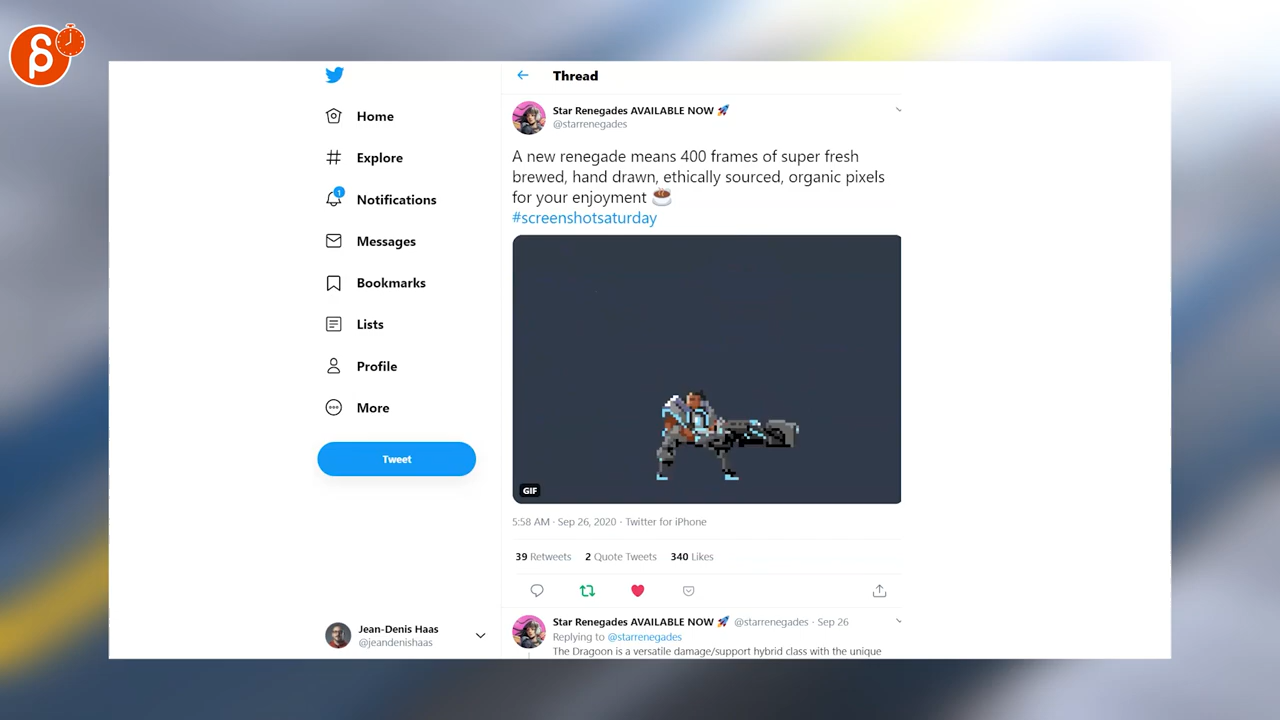 Home
Explore
1
Notifications
Messages
Bookmarks
Lists
Profile
More
Tweet
Jean-Denis Haas
@jeandenishaas
Thread
Star Renegades AVAILABLE NOW 🚀
@starrenegades
A new renegade means 400 frames of super fresh
brewed, hand drawn, ethically sourced, organic pixels
for your enjoyment ☕
#screenshotsaturday
GIF
5:58 AM · Sep 26, 2020 · Twitter for iPhone
39 Retweets 2 Quote Tweets 340 Likes
Star Renegades AVAILABLE NOW 🚀 @starrenegades · Sep 26
Replying to @starrenegades
The Dragoon is a versatile damage/support hybrid class with the unique